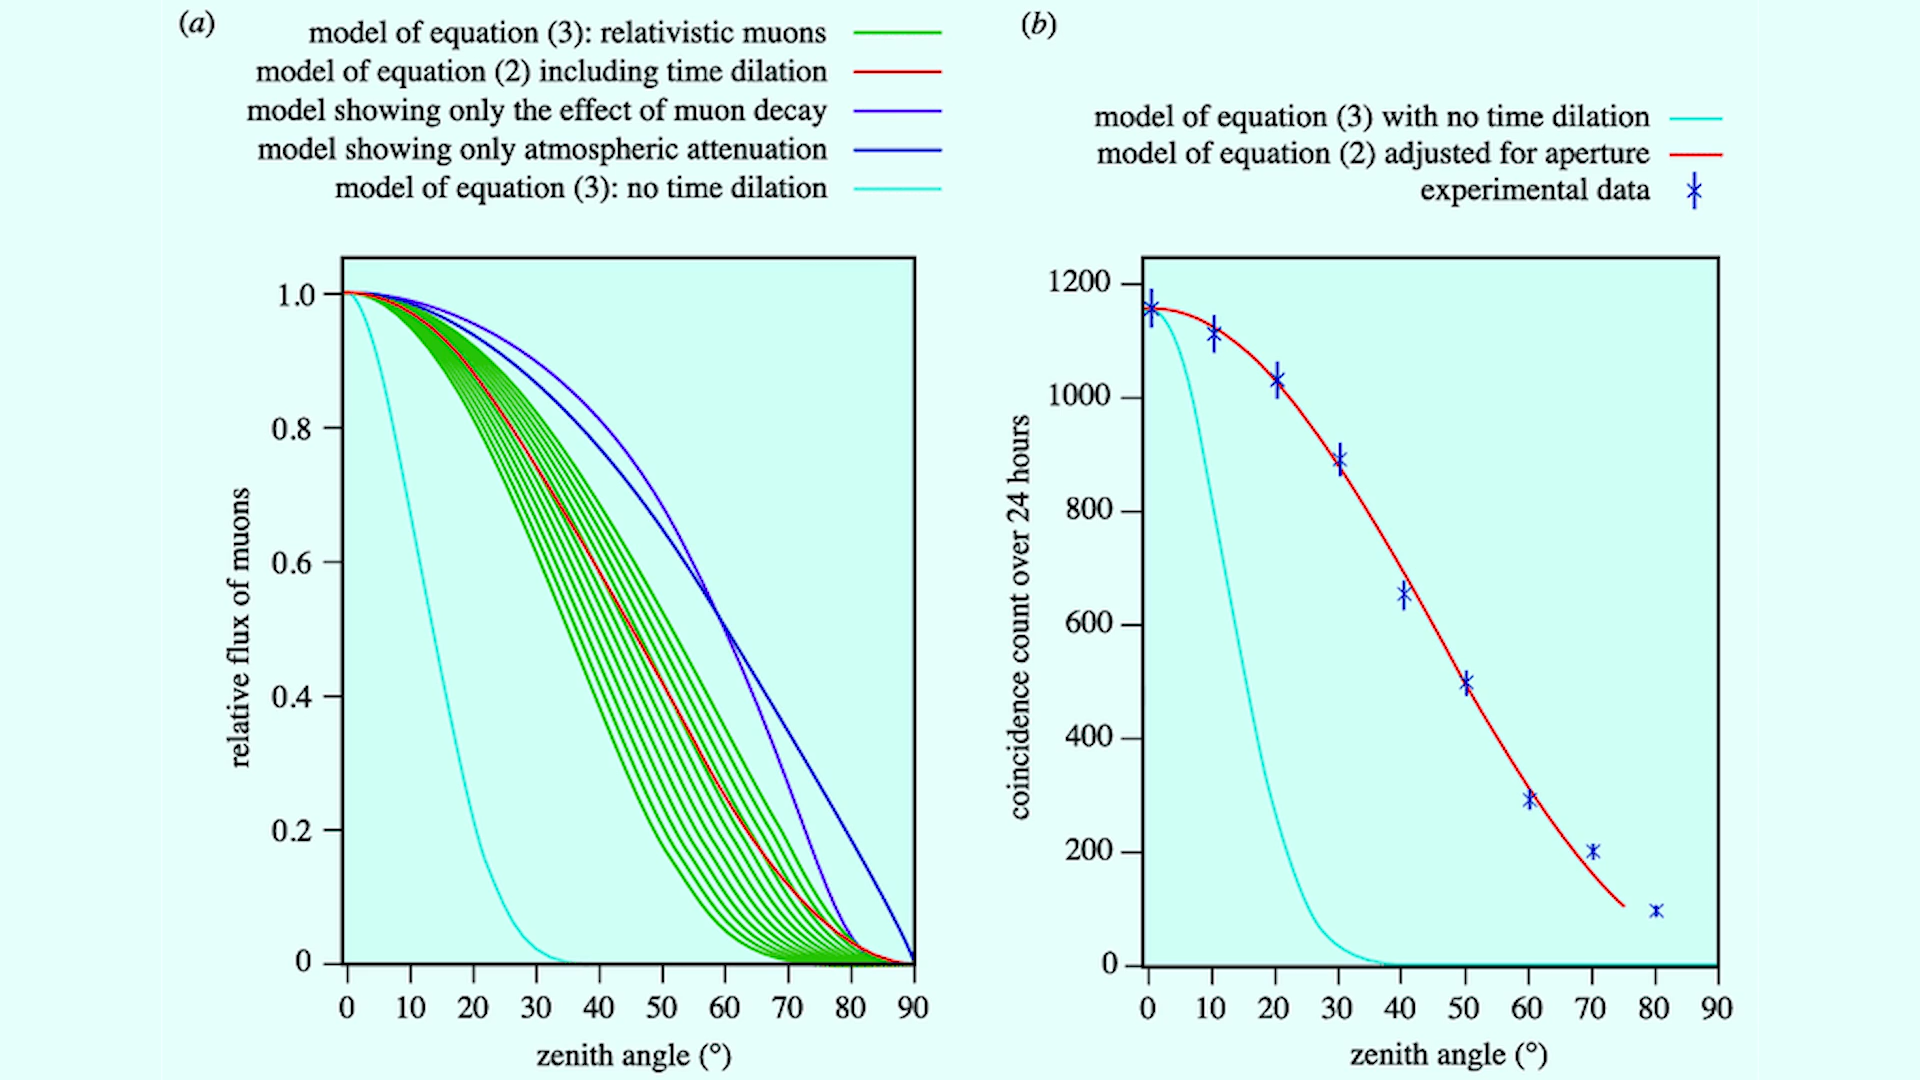 (a)
model of equation (3): relativistic muons
model of equation (2) including time dilation
model showing only the effect of muon decay
model showing only atmospheric attenuation
model of equation (3): no time dilation
relative flux of muons
1.0
0.8
0.6
0.4
0.2
0
0 10 20 30 40 50 60 70 80 90
zenith angle (°)
(b)
model of equation (3) with no time dilation
model of equation (2) adjusted for aperture
experimental data
coincidence count over 24 hours
1200
1000
800
600
400
200
0
0 10 20 30 40 50 60 70 80 90
zenith angle (°)